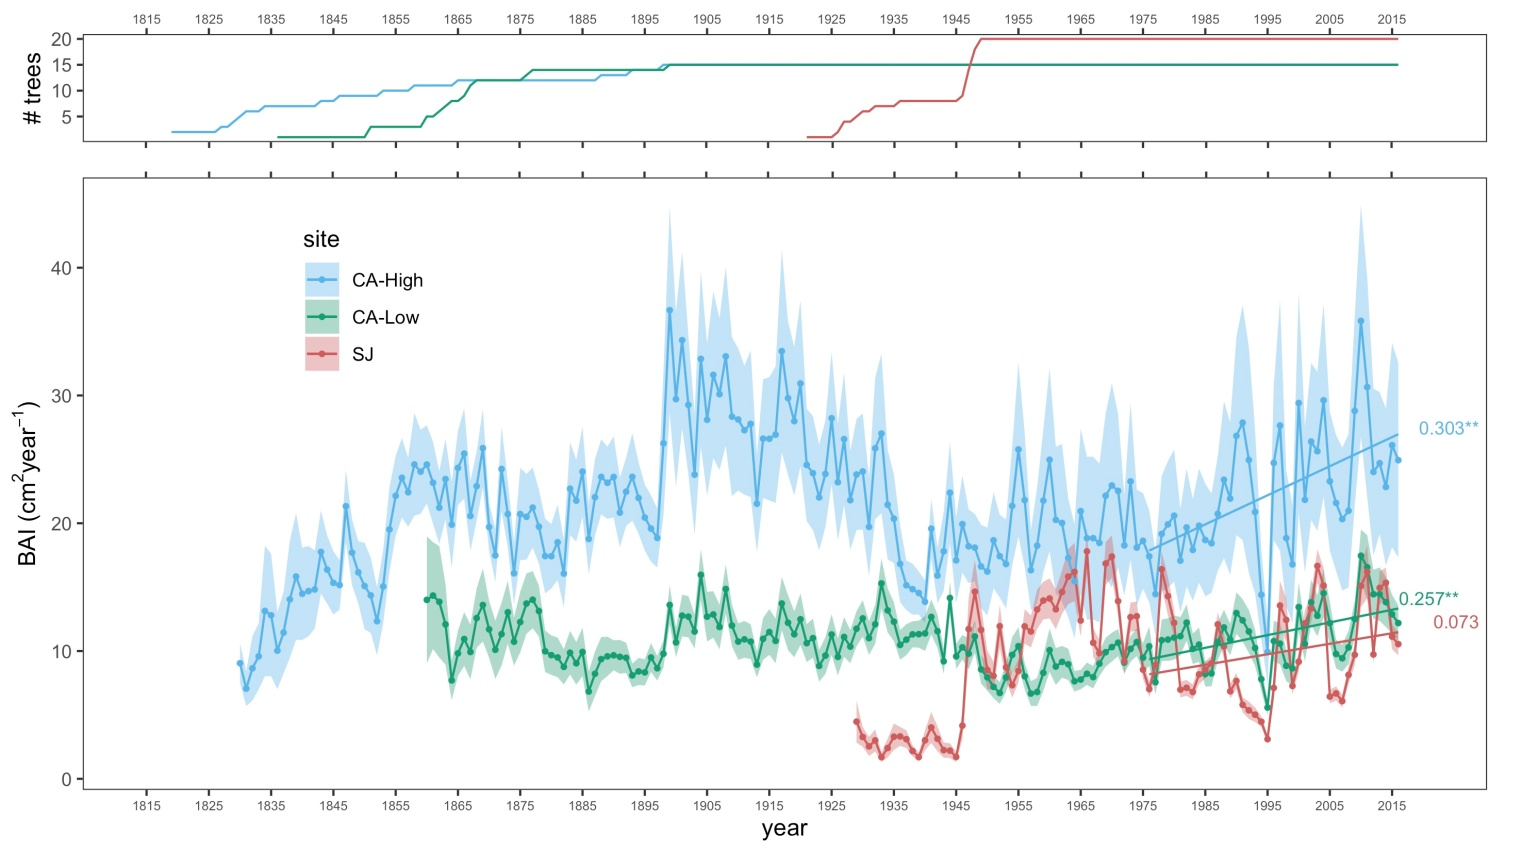 1815 1825 1835 1845 1855 1865 1875 1885 1895 1905 1915 1925 1935 1945 1955 1965 1975 1985 1995 2005 2015
# trees
20
15
10
5
site
CA-High
CA-Low
SJ
BAI (cm²year⁻¹)
40
30
20
10
0
0.303**
0.257**
0.073
1815 1825 1835 1845 1855 1865 1875 1885 1895 1905 1915 1925 1935 1945 1955 1965 1975 1985 1995 2005 2015
year